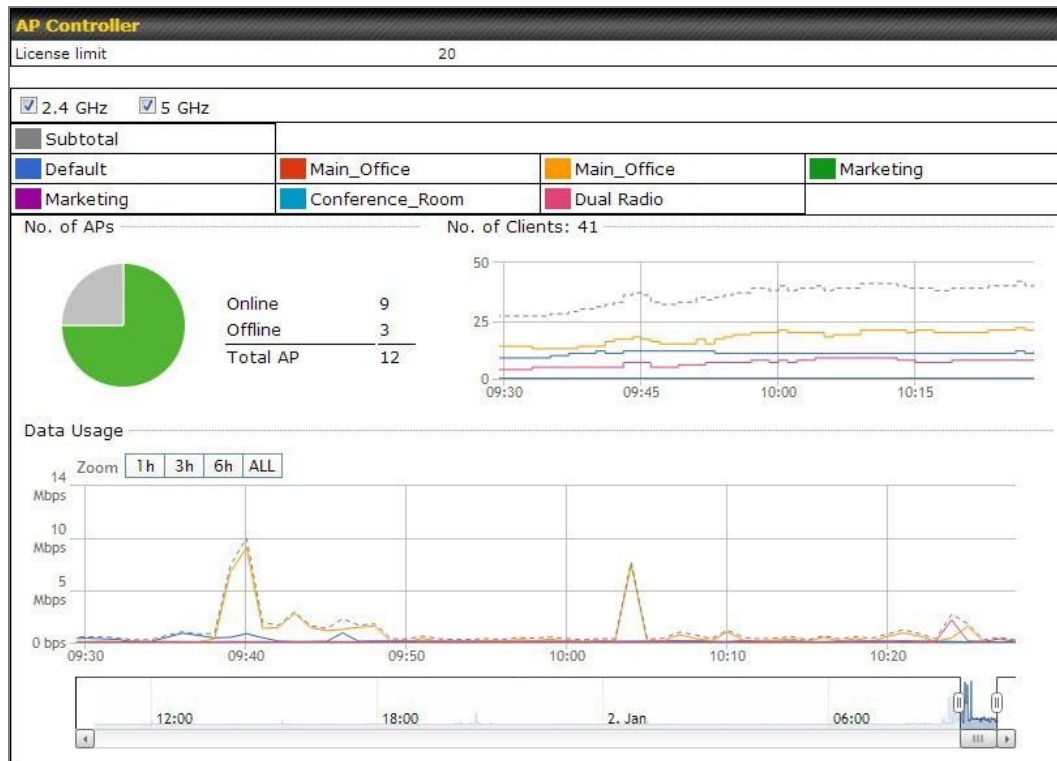 AP Controller
License limit 20
2.4 GHz 5 GHz
Subtotal
Default Main_Office Main_Office Marketing
Marketing Conference_Room Dual Radio
No. of APs No. of Clients: 41
Online 9
Offline 3
Total AP 12
50
25
0
09:30 09:45 10:00 10:15
Data Usage
Zoom 1h 3h 6h ALL
14
Mbps
10
Mbps
5
Mbps
0 bps
09:30 09:40 09:50 10:00 10:10 10:20
12:00 18:00 2. Jan 06:00